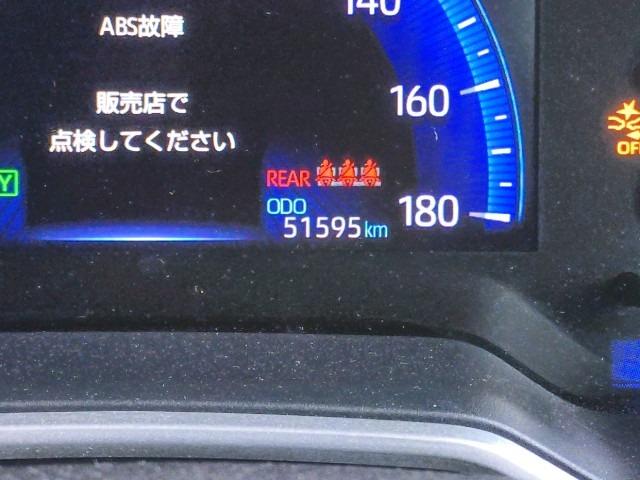 140
ABS故障
160
販売店で
点検してください
OFF
Y
REAR
ODO
180
51595km